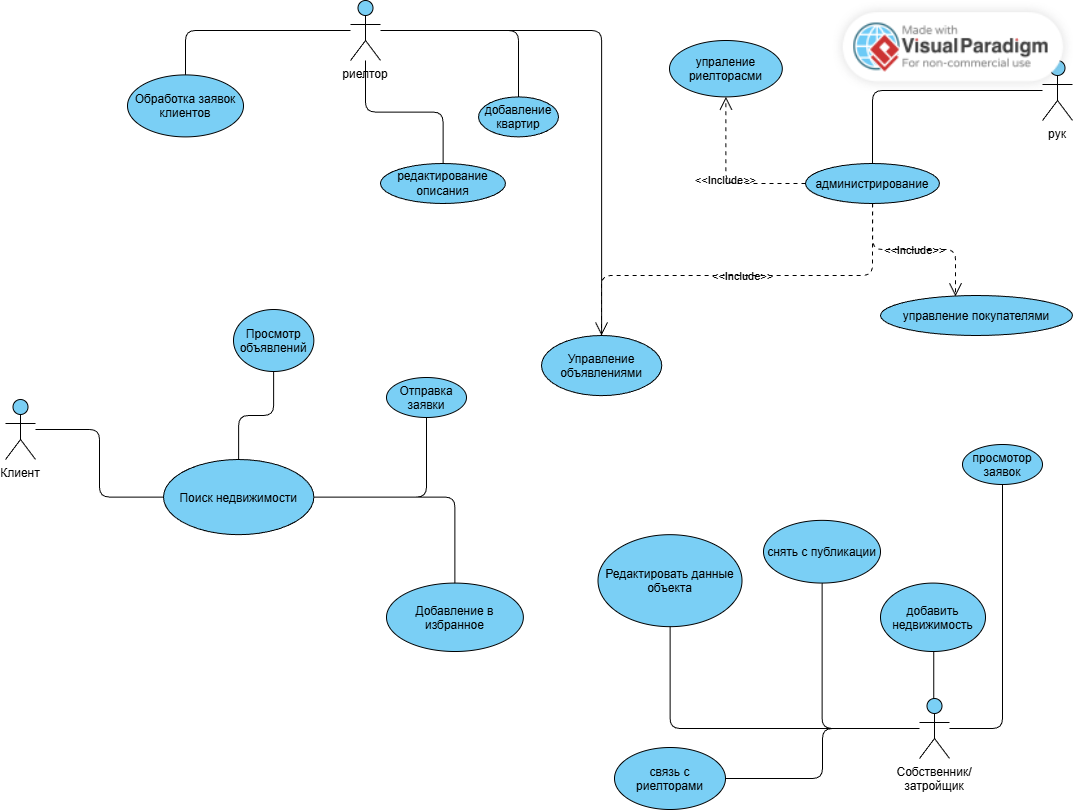 Made with
Visual Paradigm
For non-commercial use
риелтор
Обработка заявок
клиентов
добавление
квартир
редактирование
описания
упраление
риелторасми
рук
<<Include>>
администрирование
<<Include>>
<<Include>>
управление покупателями
Управление
объявлениями
Просмотр
объявлений
Отправка
заявки
Клиент
Поиск недвижимости
Добавление в
избранное
просмотор
заявок
снять с публикации
Редактировать данные
объекта
добавить
недвижимость
связь с
риелторами
Собственник/
затройщик